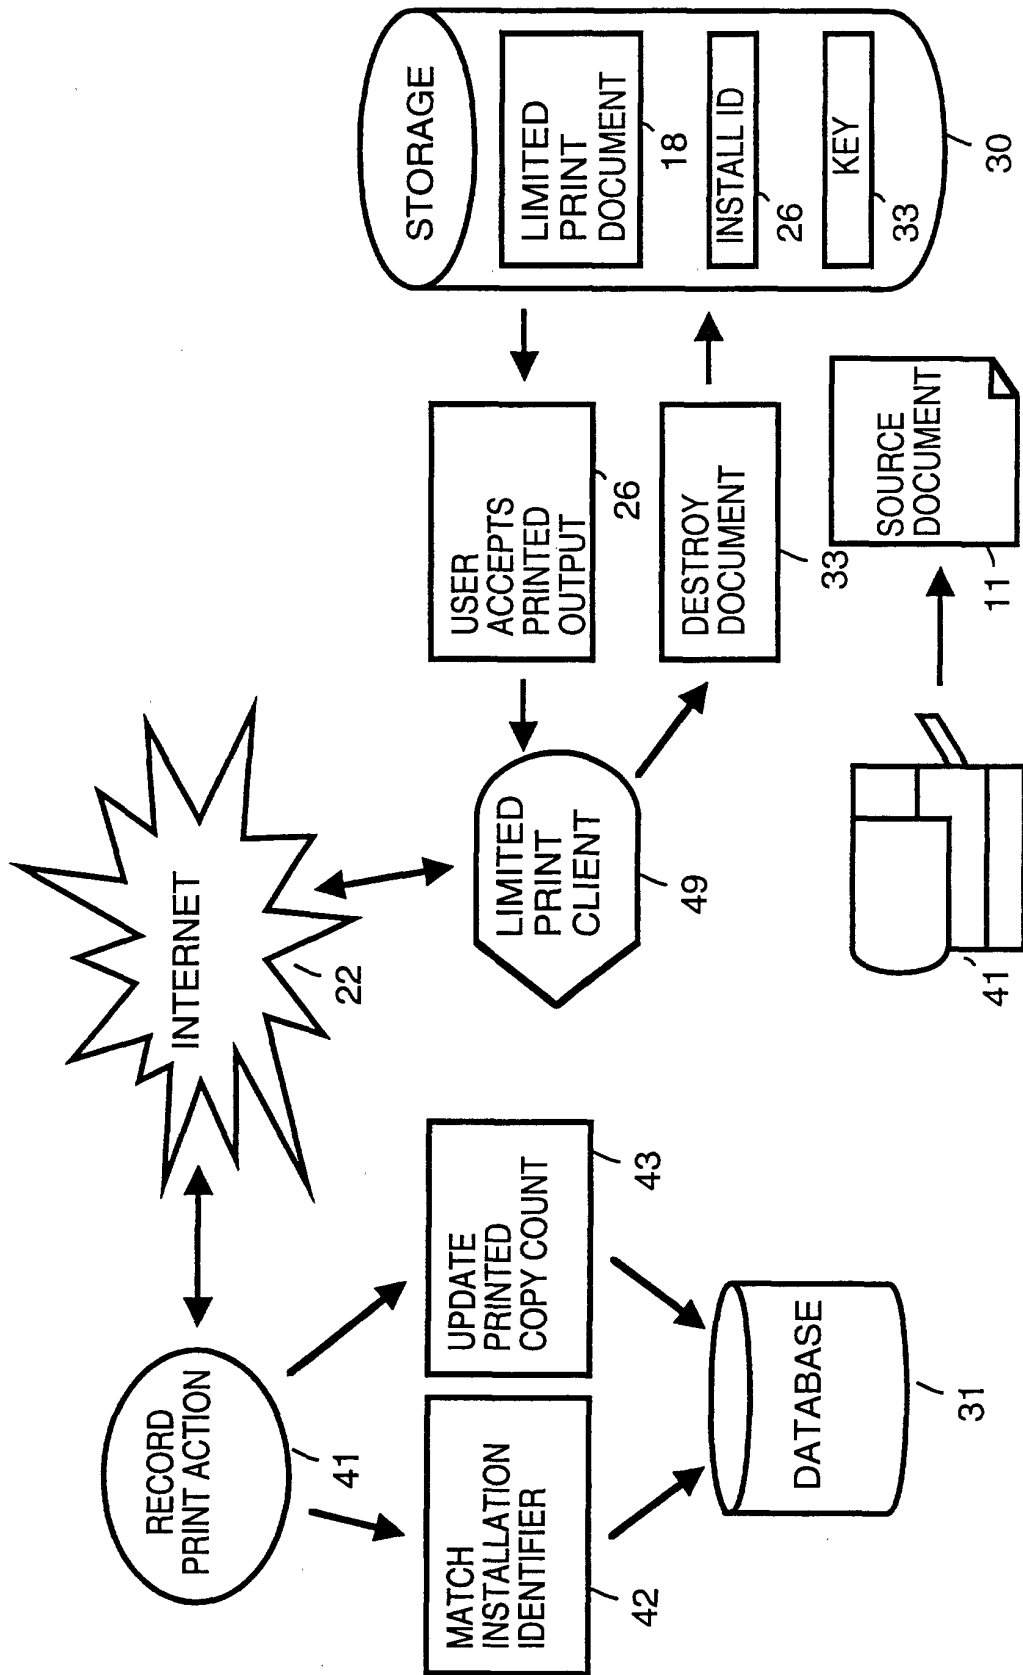 RECORD
PRINT ACTION
41
INTERNET
22
MATCH
INSTALLATION
IDENTIFIER
42
UPDATE
PRINTED
COPY COUNT
43
DATABASE
31
LIMITED
PRINT
CLIENT
49
USER
ACCEPTS
PRINTED
OUTPUT
26
DESTROY
DOCUMENT
33
STORAGE
LIMITED
PRINT
DOCUMENT
18
INSTALL ID
26
KEY
33
30
41'
SOURCE
DOCUMENT
11